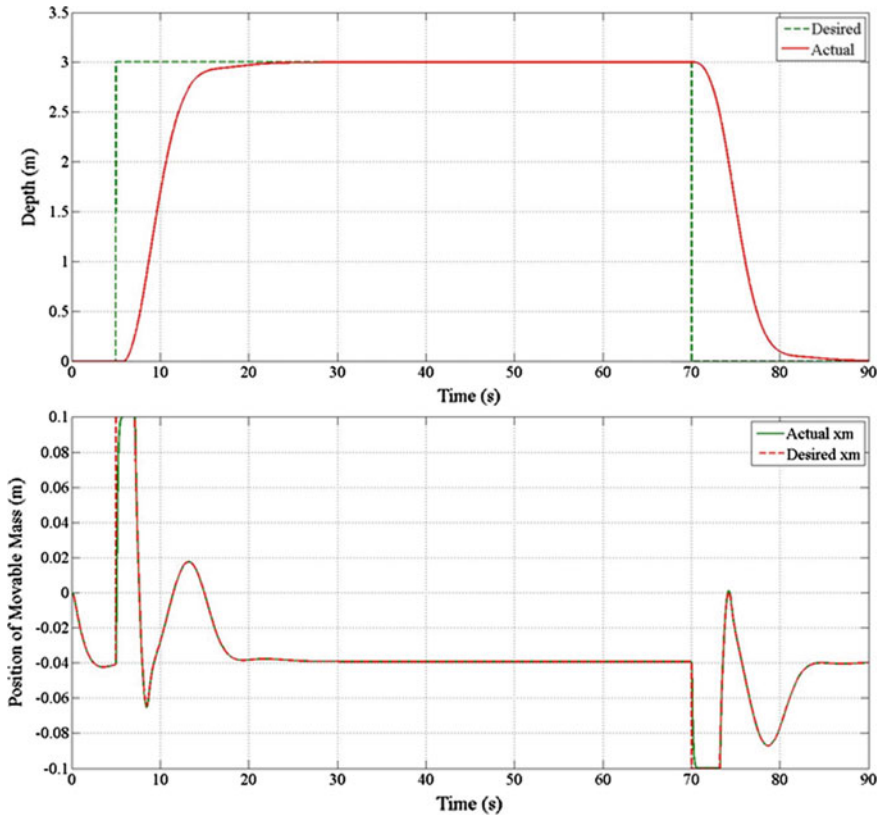 3.5
3
2.5
2
1.5
1
0.5
0
Depth (m)
Desired
Actual
0 10 20 30 40 50 60 70 80 90
Time (s)
0.1
0.08
0.06
0.04
0.02
0
-0.02
-0.04
-0.06
-0.08
-0.1
Position of Movable Mass (m)
Actual xm
Desired xm
0 10 20 30 40 50 60 70 80 90
Time (s)